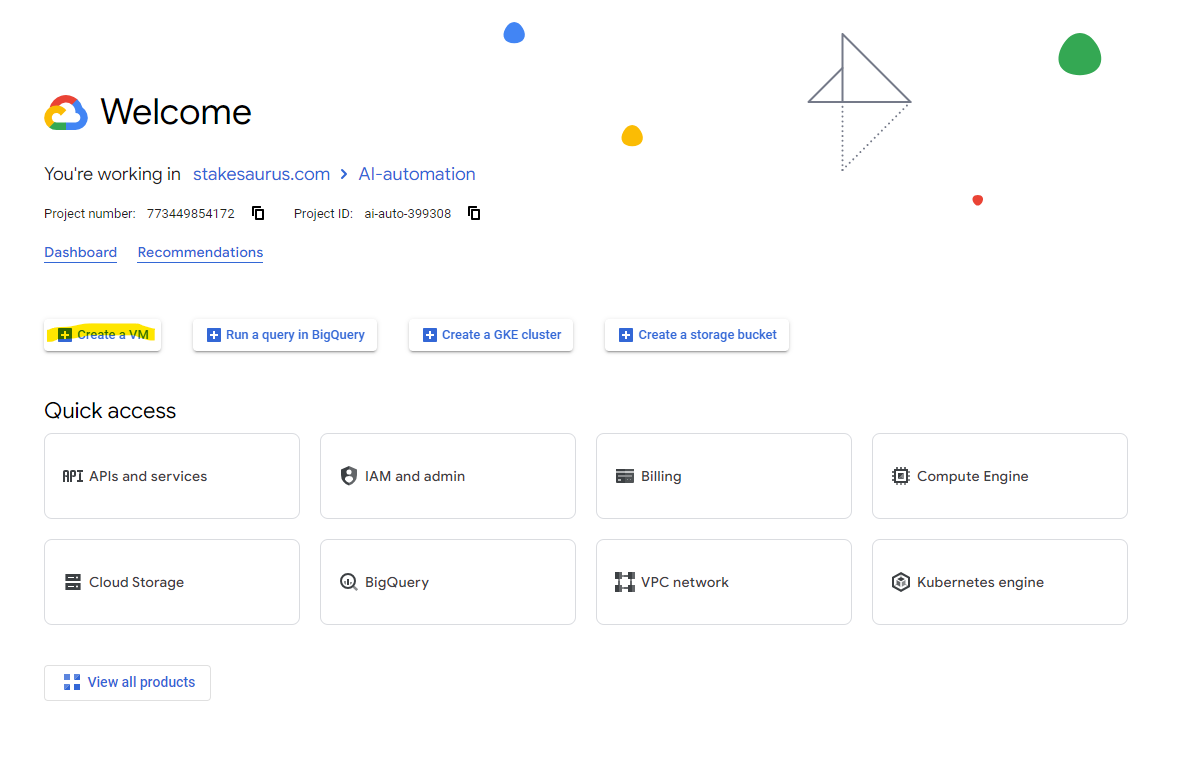 Welcome
You're working in stakesaurus.com > AI-automation
Project number: 773449854172 Project ID: ai-auto-399308
Dashboard Recommendations
Create a VM Run a query in BigQuery Create a GKE cluster Create a storage bucket
Quick access
API APIs and services IAM and admin Billing Compute Engine
Cloud Storage BigQuery VPC network Kubernetes engine
View all products